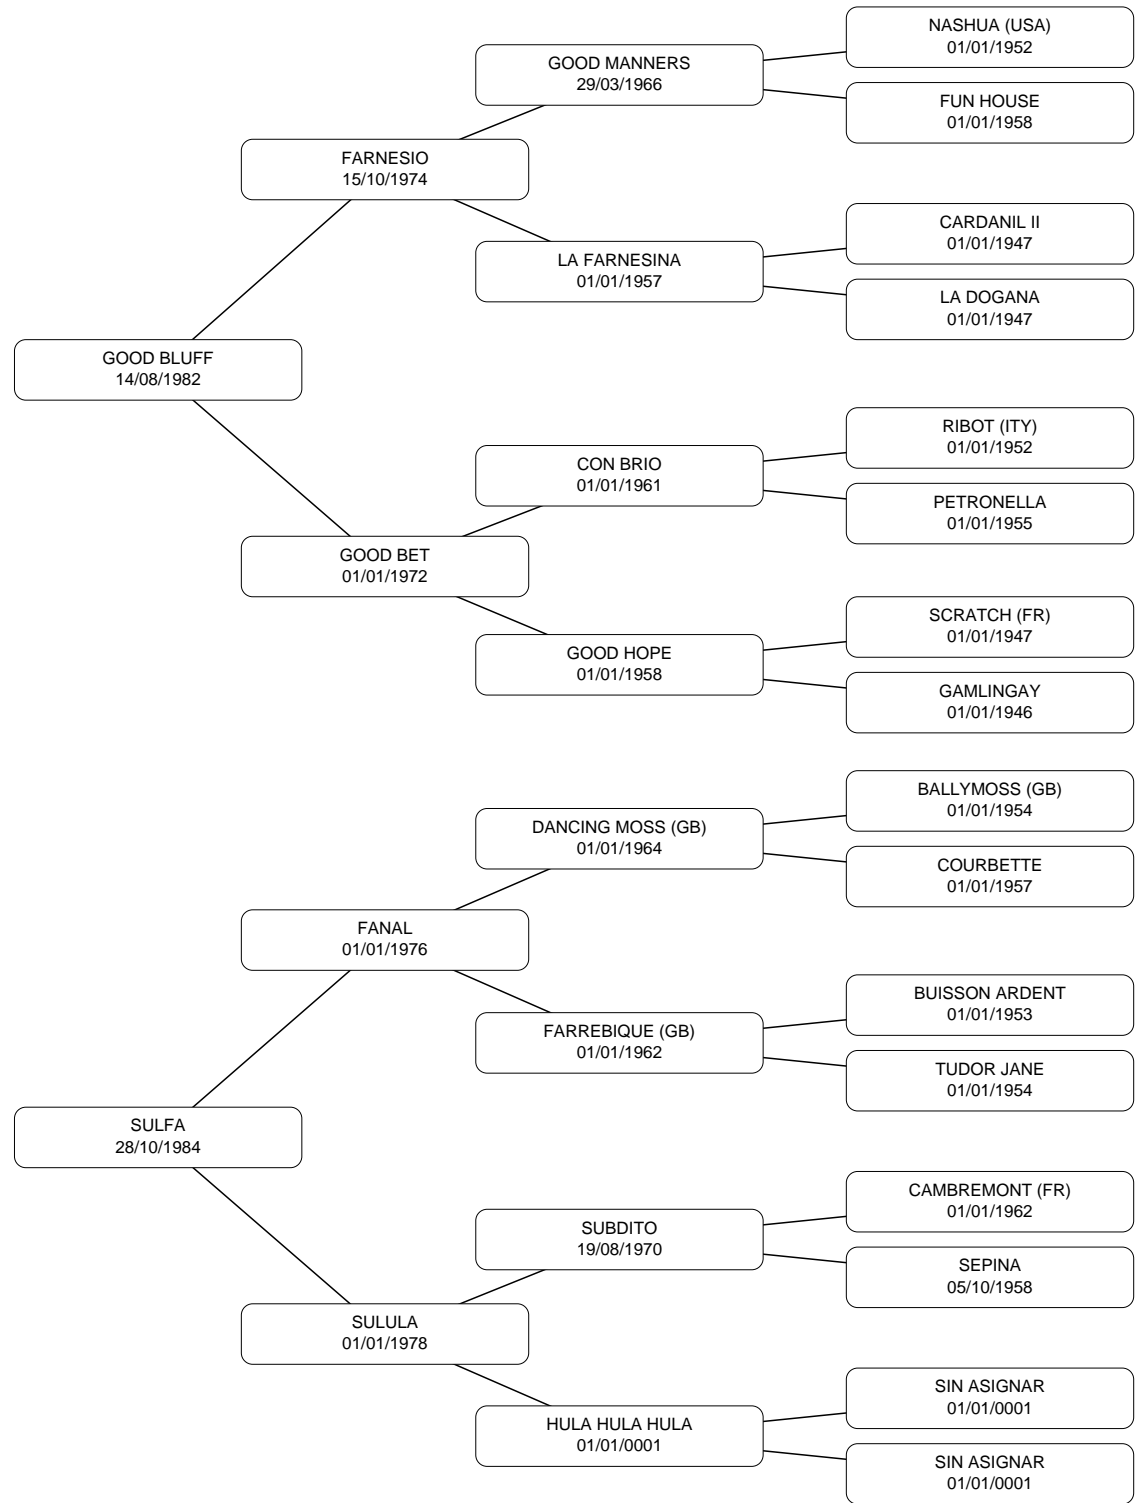 NASHUA (USA)
01/01/1952
GOOD MANNERS
29/03/1966
FUN HOUSE
01/01/1958
FARNESIO
15/10/1974
CARDANIL II
01/01/1947
LA FARNESINA
01/01/1957
LA DOGANA
01/01/1947
GOOD BLUFF
14/08/1982
RIBOT (ITY)
01/01/1952
CON BRIO
01/01/1961
PETRONELLA
01/01/1955
GOOD BET
01/01/1972
SCRATCH (FR)
01/01/1947
GOOD HOPE
01/01/1958
GAMLINGAY
01/01/1946
BALLYMOSS (GB)
01/01/1954
DANCING MOSS (GB)
01/01/1964
COURBETTE
01/01/1957
FANAL
01/01/1976
BUISSON ARDENT
01/01/1953
FARREBIQUE (GB)
01/01/1962
TUDOR JANE
01/01/1954
SULFA
28/10/1984
CAMBREMONT (FR)
01/01/1962
SUBDITO
19/08/1970
SEPINA
05/10/1958
SULULA
01/01/1978
SIN ASIGNAR
01/01/0001
HULA HULA HULA
01/01/0001
SIN ASIGNAR
01/01/0001